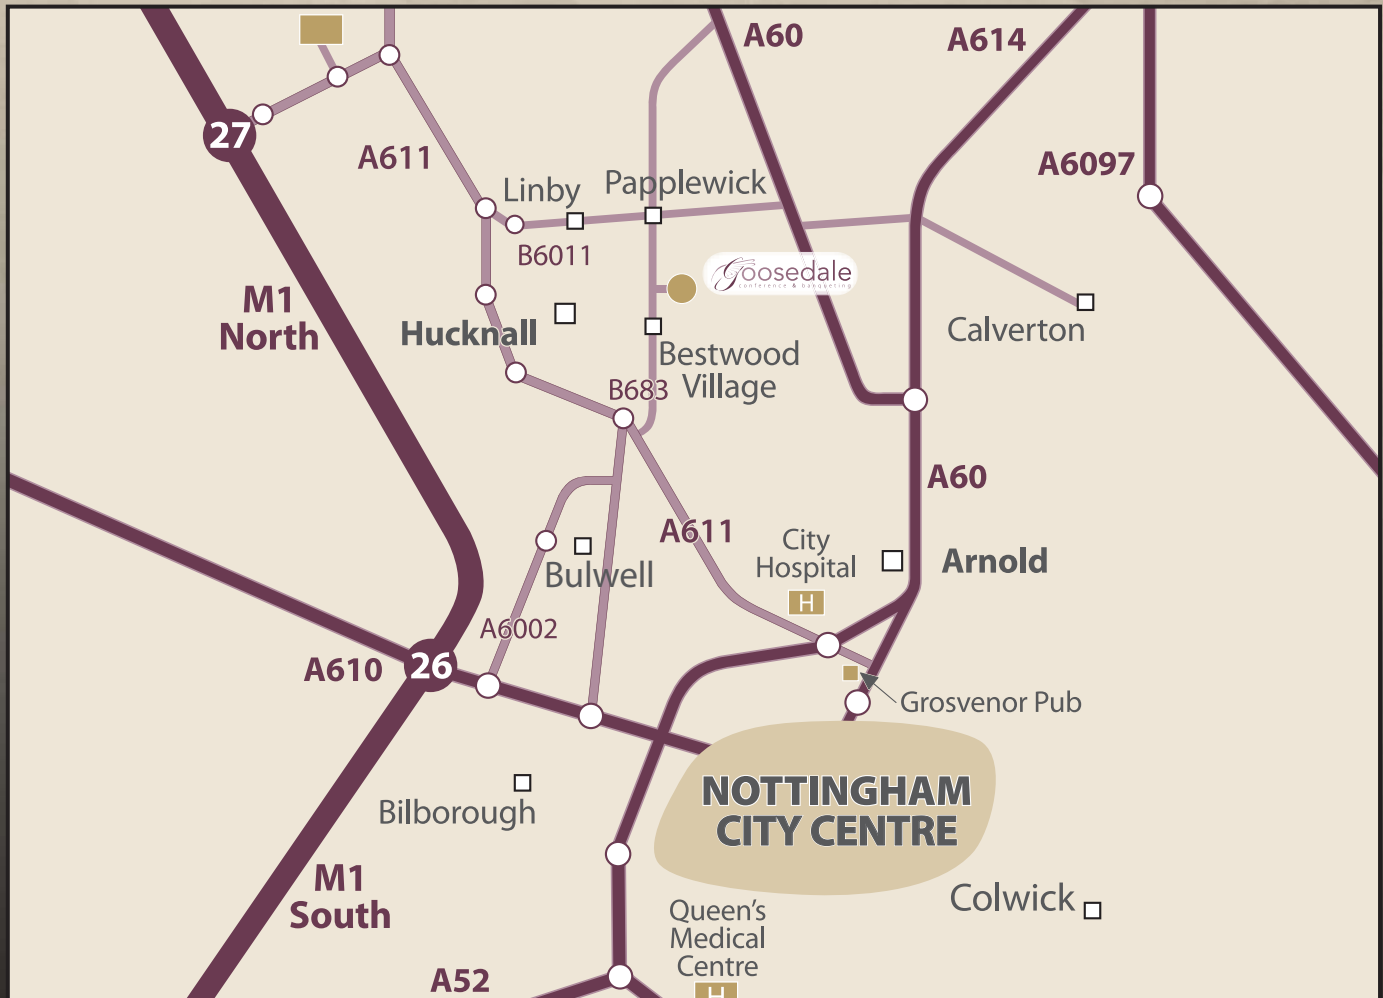 A60
A614
27
A611
A6097
Linby
Papplewick
B6011
Goosedale
conference & banqueting
M1
North
Hucknall
Calverton
Bestwood
Village
B683
A60
A611
City
Hospital
Arnold
Bulwell
H
A6002
A610
26
Grosvenor Pub
NOTTINGHAM
CITY CENTRE
Bilborough
M1
South
Colwick
Queen's
Medical
Centre
A52
H